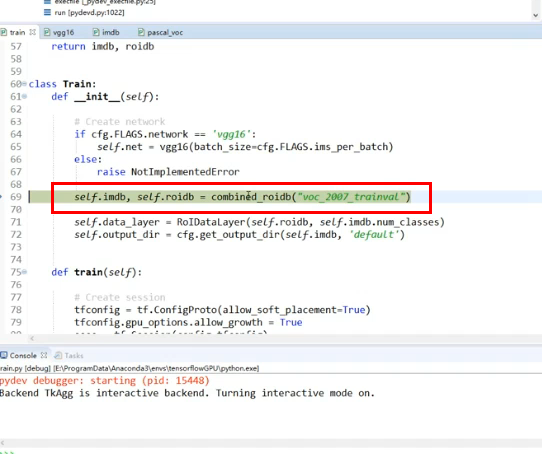 execfile [_pydev_execfile.py:25]
run [pydevd.py:1022]
train vgg16 imdb pascal_voc
57 return imdb, roidb
58
59
60 class Train:
61 def __init__(self):
62
63 # Create network
64 if cfg.FLAGS.network == 'vgg16':
65 self.net = vgg16(batch_size=cfg.FLAGS.ims_per_batch)
66 else:
67 raise NotImplementedError
68
69 self.imdb, self.roidb = combined_roidb("voc_2007_trainval")
71 self.data_layer = RoIDataLayer(self.roidb, self.imdb.num_classes)
72 self.output_dir = cfg.get_output_dir(self.imdb, 'default')
73
74
75 def train(self):
76
77 # Create session
78 tfconfig = tf.ConfigProto(allow_soft_placement=True)
79 tfconfig.gpu_options.allow_growth = True
Console Tasks
train.py [debug] [E:\ProgramData\Anaconda3\envs\tensorflowGPU\python.exe]
pydev debugger: starting (pid: 15448)
Backend TkAgg is interactive backend. Turning interactive mode on.
>>>